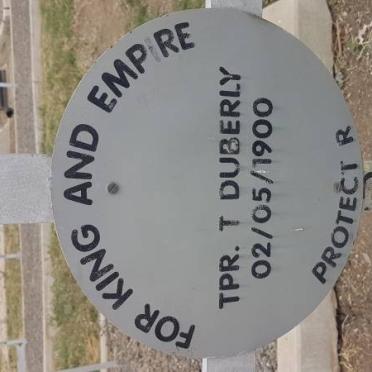 FOR KING AND EMPIRE
TPR. T DUBERLY
02/05/1900
PROTECT R